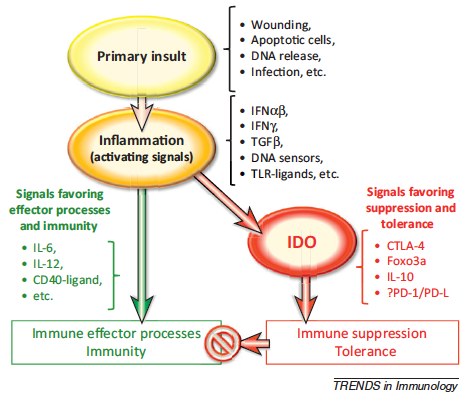 Primary insult
• Wounding,
• Apoptotic cells,
• DNA release,
• Infection, etc.
Inflammation
(activating signals)
• IFNαβ,
• IFNγ,
• TGFβ,
• DNA sensors,
• TLR-ligands, etc.
Signals favoring
effector processes
and immunity
• IL-6,
• IL-12,
• CD40-ligand,
• etc.
IDO
Signals favoring
suppression and
tolerance
• CTLA-4
• Foxo3a
• IL-10
• ?PD-1/PD-L
Immune effector processes
Immunity
Immune suppression
Tolerance
TRENDS in Immunology